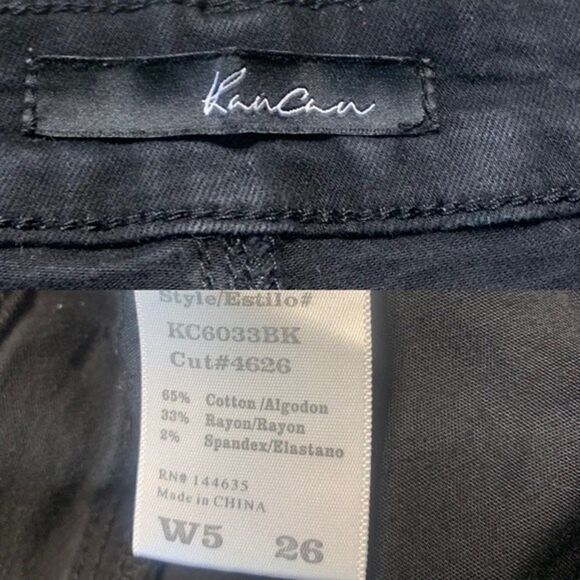 KanCan
Style/Estilo#
KC6033BK
Cut#4626
65% Cotton/Algodon
33% Rayon/Rayon
2% Spandex/Elastano
RN# 144635
Made in CHINA
W5 26